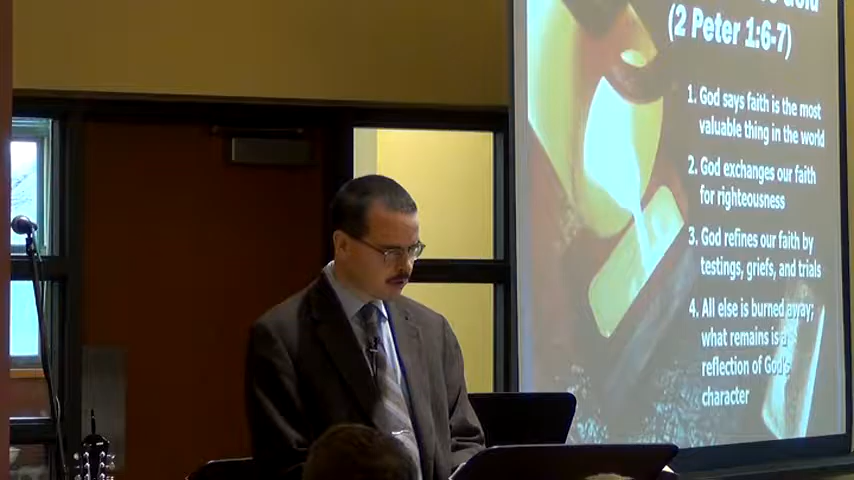 Gold
(2 Peter 1:6-7)
1. God says faith is the most
valuable thing in the world
2. God exchanges our faith
for righteousness
3. God refines our faith by
testings, griefs, and trials
4. All else is burned away;
what remains is a
reflection of God's
character